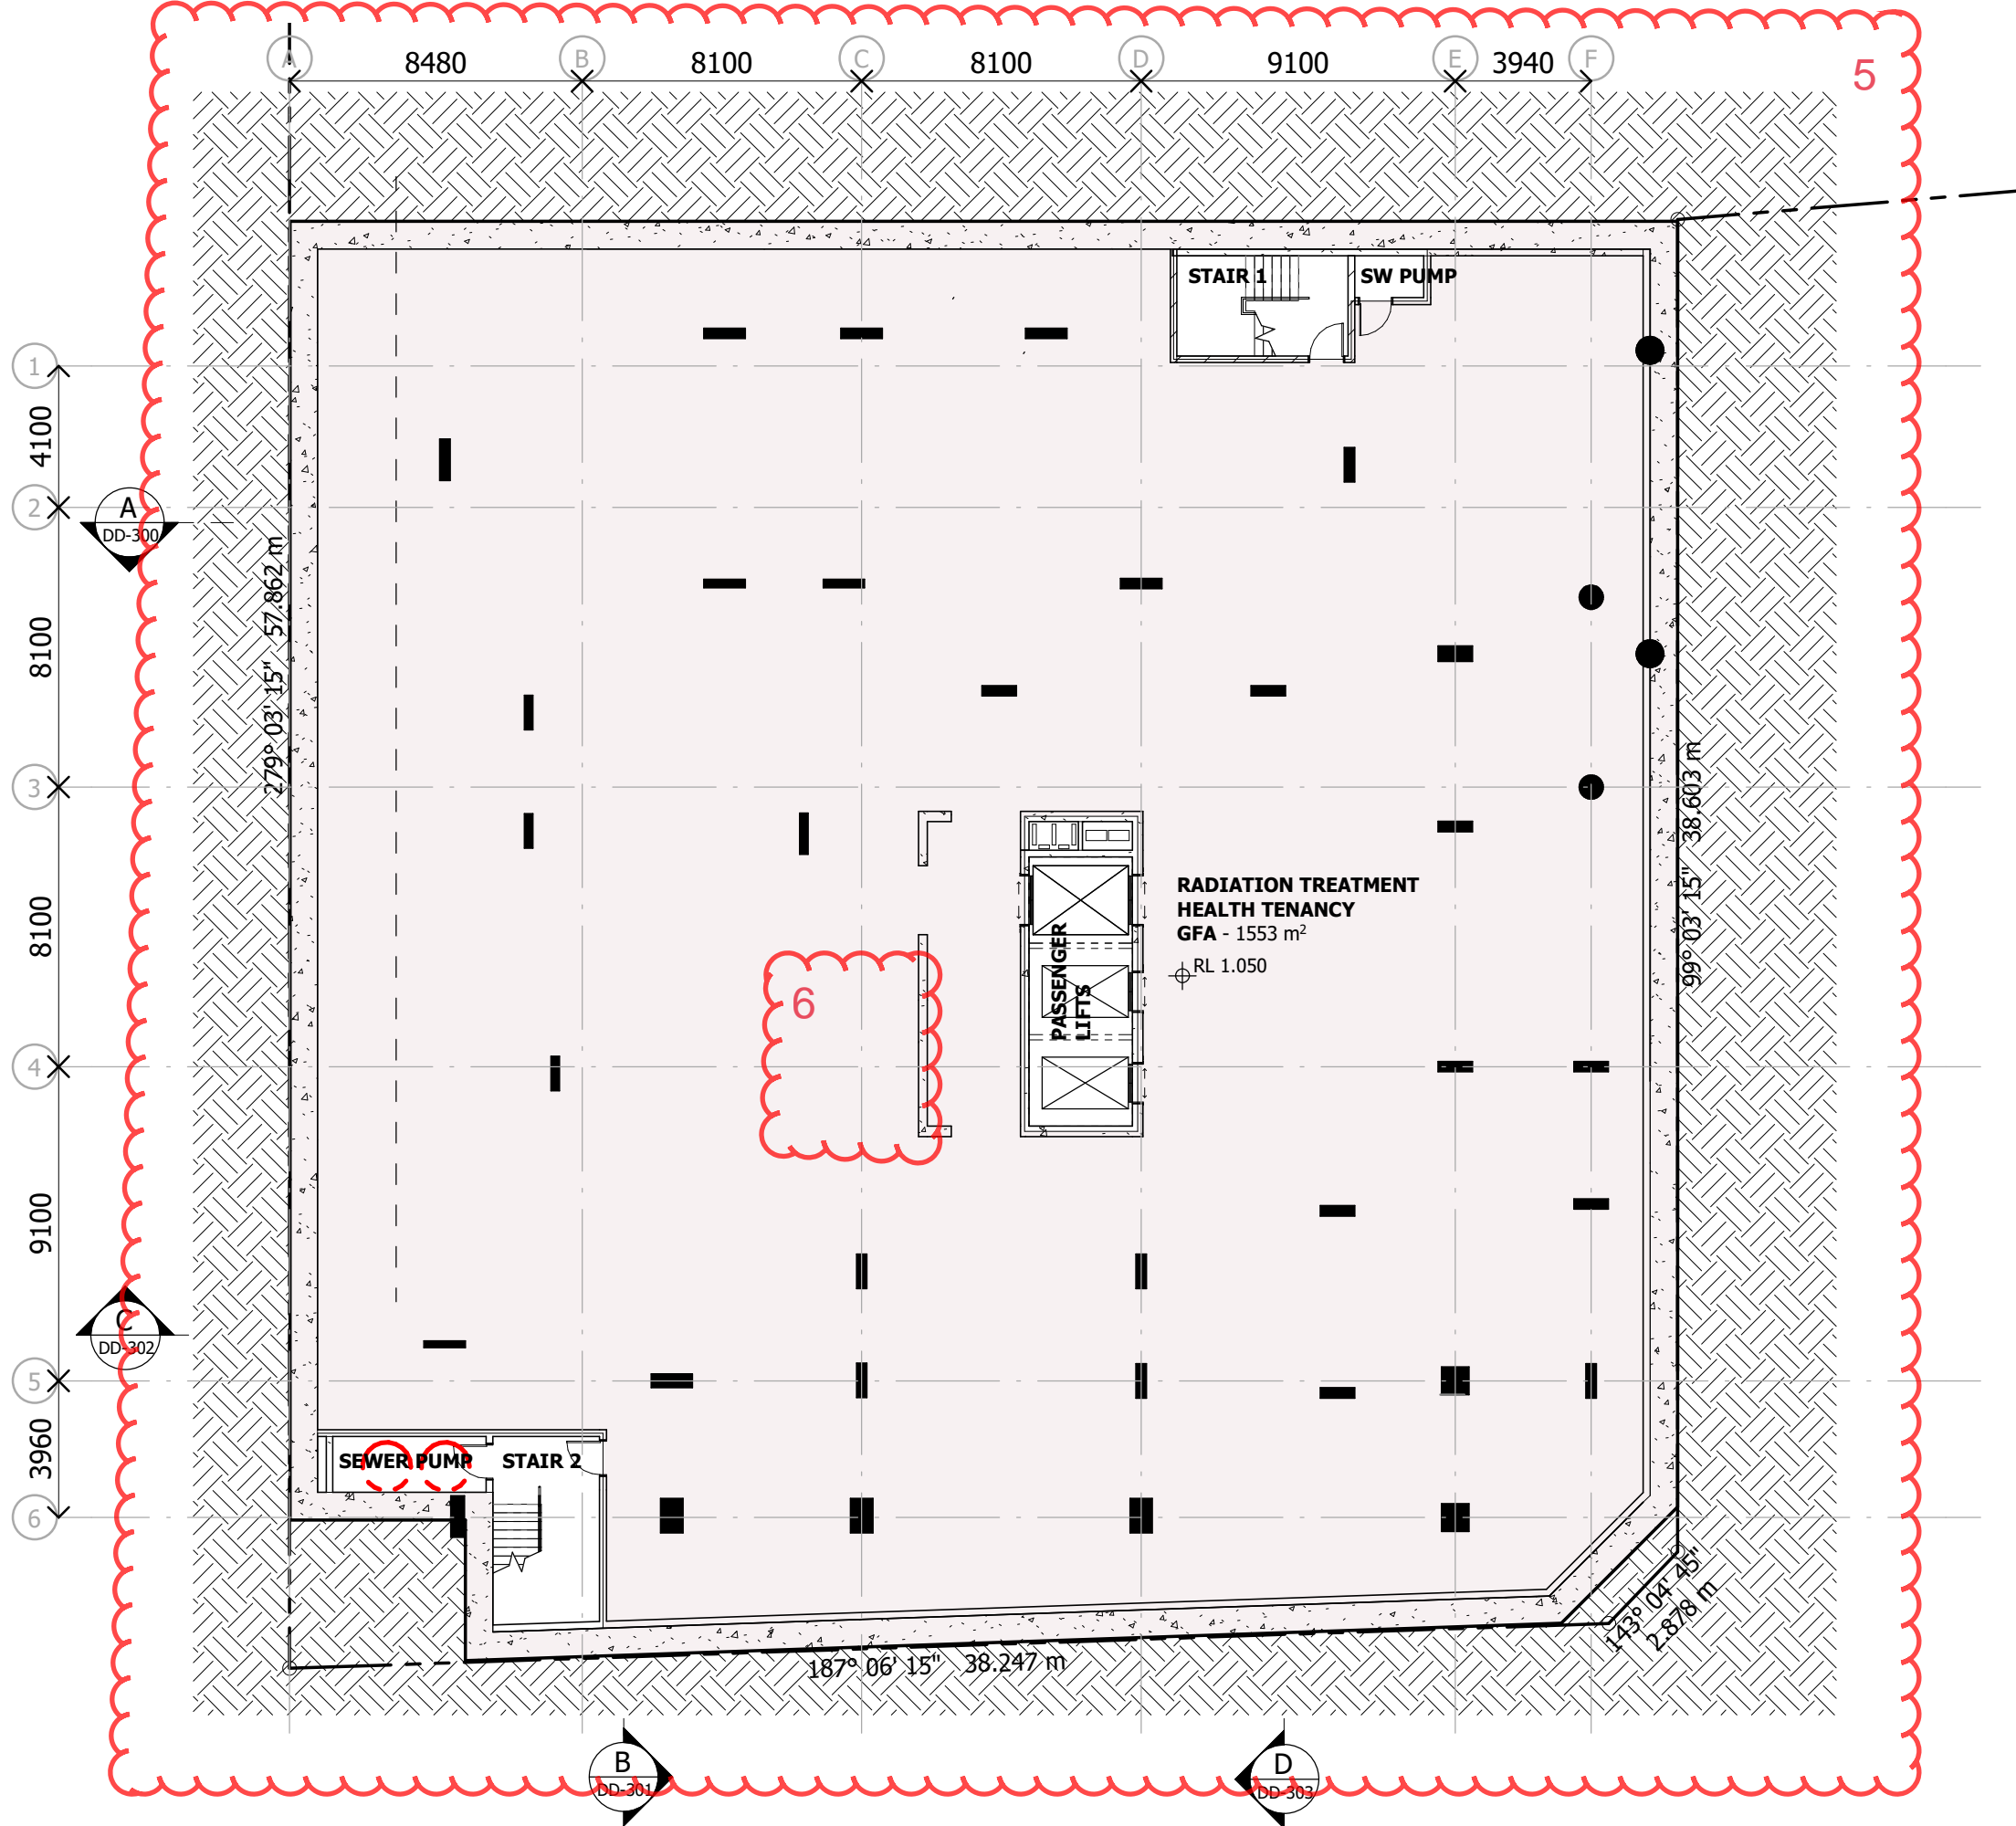 A
8480
B
8100
C
8100
D
9100
E
3940
F
5
STAIR 1
SW PUMP
1
4100
2
A
DD-300
8100
279° 03' 15" 57.862 m
3
8100
99° 03' 15" 38.603 m
RADIATION TREATMENT
HEALTH TENANCY
GFA - 1553 m²
RL 1.050
PASSENGER
LIFTS
6
4
9100
C
DD-302
5
3960
SEWER PUMP
STAIR 2
6
143° 04' 45"
2.878 m
187° 06' 15" 38.247 m
B
DD-301
D
DD-303